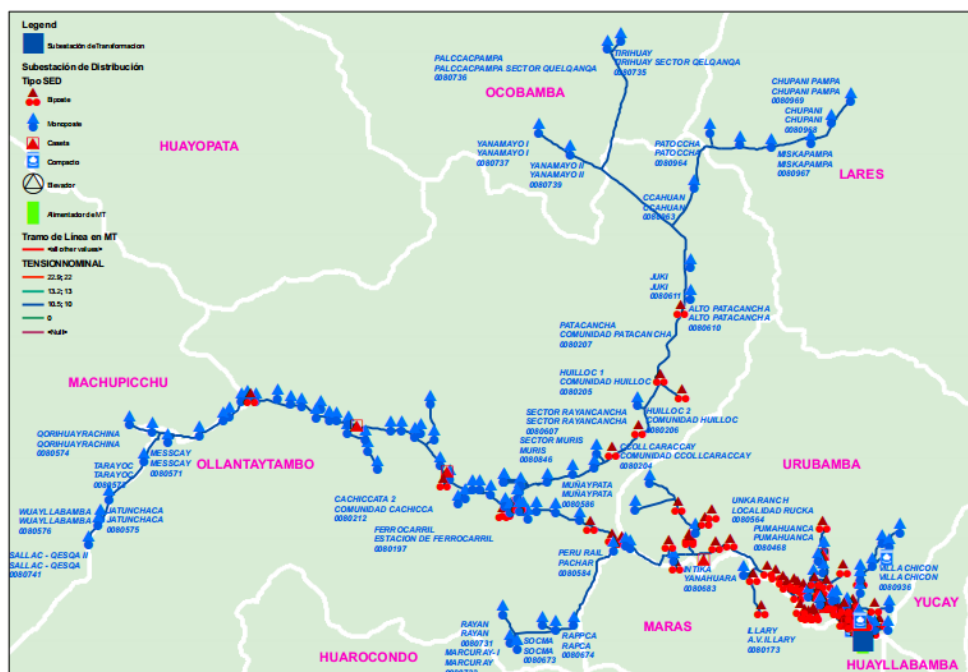 Legend
Subestación de Transformacion
Subestación de Distribución
Tipo SED
Biposte
Monoposte
Caseta
Compacto
Elevador
Alimentador de MT
Tramo de Línea en MT
<all other values>
TENSIONNOMINAL
22.9; 22
13.2; 13
10.5; 10
0
<Null>
HUAYOPATA
OCOBAMBA
LARES
MACHUPICCHU
OLLANTAYTAMBO
URUBAMBA
YUCAY
MARAS
HUAROCONDO
HUAYLLABAMBA
PALCCACPAMPA
PALCCACPAMPA SECTOR QUELQANQA
0080736
TIRIHUAY
TIRIHUAY SECTOR QELQANQA
0080735
CHUPANI PAMPA
CHUPANI PAMPA
0080969
CHUPANI
CHUPANI
0080968
YANAMAYO I
YANAMAYO I
0080737
YANAMAYO II
YANAMAYO II
0080739
PATOCCHA
PATOCCHA
0080964
MISKAPAMPA
MISKAPAMPA
0080967
CCAHUAN
CCAHUAN
0080963
JUKI
JUKI
0080611
ALTO PATACANCHA
ALTO PATACANCHA
0080610
PATACANCHA
COMUNIDAD PATACANCHA
0080207
HUILLOC 1
COMUNIDAD HUILLOC
0080205
HUILLOC 2
COMUNIDAD HUILLOC
0080206
SECTOR RAYANCANCHA
SECTOR RAYANCANCHA
0080607
SECTOR MURIS
MURIS
0080846
CCOLLCARACCAY
COMUNIDAD CCOLLCARACCAY
0080204
QORIHUAYRACHINA
QORIHUAYRACHINA
0080574
MESSCAY
MESSCAY
0080571
TARAYOC
TARAYOC
WUAYLLABAMBA
WUAYLLABAMBA
0080576
JATUNCHACA
JATUNCHACA
0080575
SALLAC - QESQA II
SALLAC - QESQA
0080741
MUÑAYPATA
MUÑAYPATA
0080586
CACHICCATA 2
COMUNIDAD CACHICCA
0080212
FERROCARRIL
ESTACION DE FERROCARRIL
0080197
UNKA RANCH
LOCALIDAD RUCKA
0080564
PUMAHUANCA
PUMAHUANCA
0080468
PERU RAIL
PACHAR
0080584
INTIKA
YANAHUARA
0080683
VILLA CHICON
VILLA CHICON
0080936
RAYAN
RAYAN
0080731
MARCURAY- I
MARCURAY
SOCMA
SOCMA
0080673
RAPPCA
RAPCA
0080674
ILLARY
A.V. ILLARY
0080173